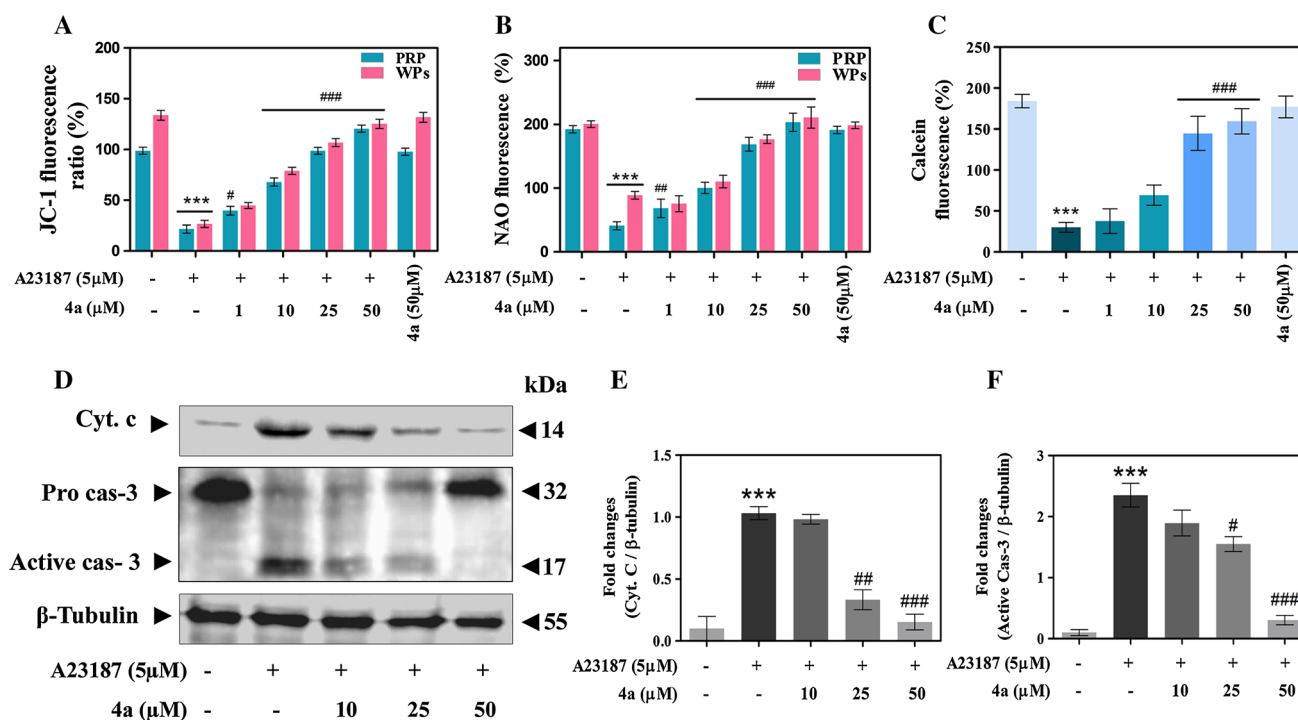 A
JC-1 fluorescence
ratio (%)
200
150
100
50
0
PRP
WPs
***
#
###
A23187 (5μM) - + + + + +
4a (μM) - - 1 10 25 50 4a (50μM)
B
NAO fluorescence (%)
300
200
100
0
PRP
WPs
***
##
###
A23187 (5μM) - + + + + +
4a (μM) - - 1 10 25 50 4a (50μM)
C
Calcein
fluorescence (%)
250
200
150
100
50
0
***
###
A23187 (5μM) - + + + + +
4a (μM) - - 1 10 25 50 4a (50μM)
D
kDa
Cyt. c
14
Pro cas-3
32
Active cas- 3
17
β-Tubulin
55
A23187 (5μM) - + + + +
4a (μM) - - 10 25 50
E
Fold changes
(Cyt. C / β-tubulin)
1.5
1.0
0.5
0.0
***
##
###
A23187 (5μM) - + + + +
4a (μM) - - 10 25 50
F
Fold changes
(Active Cas-3 / β-tubulin)
3
2
1
0
***
#
###
A23187 (5μM) - + + + +
4a (μM) - - 10 25 50